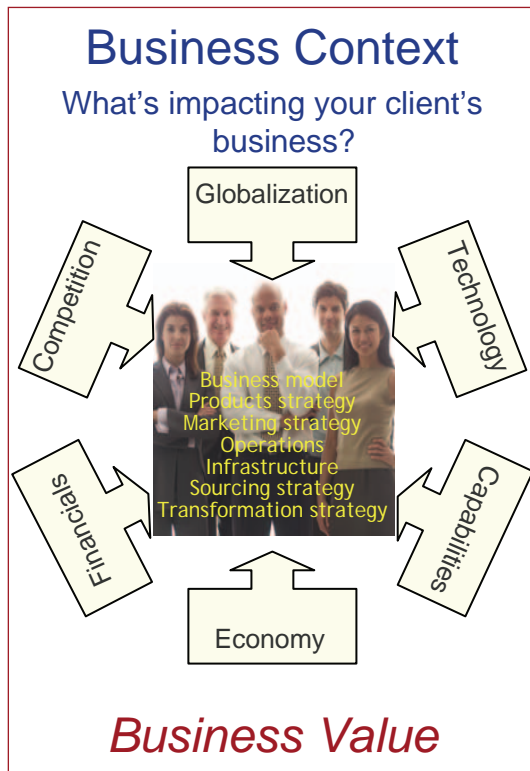 Business Context
What's impacting your client's
business?
Globalization
Competition
Technology
Business model
Products strategy
Marketing strategy
Operations
Infrastructure
Sourcing strategy
Transformation strategy
Financials
Capabilities
Economy
Business Value